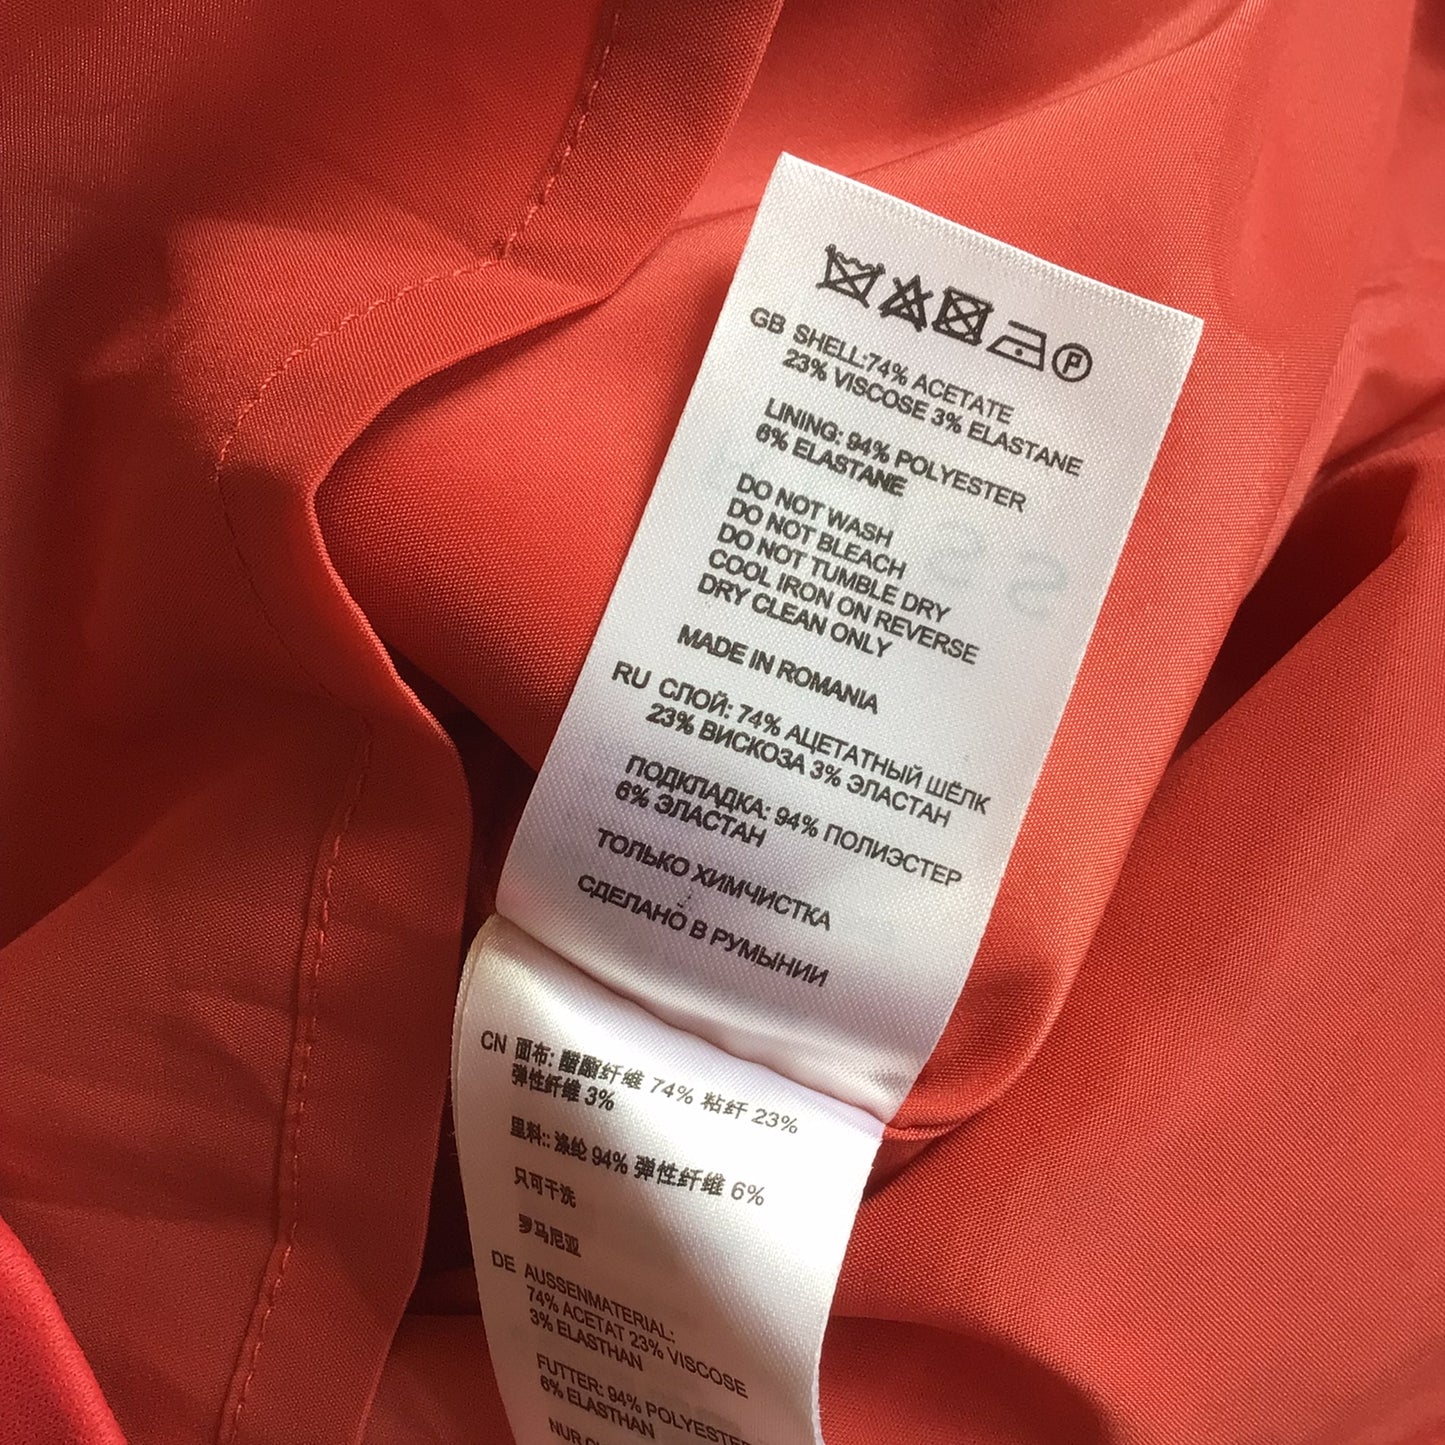 GB SHELL:74% ACETATE
23% VISCOSE 3% ELASTANE
LINING: 94% POLYESTER
6% ELASTANE
DO NOT WASH
DO NOT BLEACH
DO NOT TUMBLE DRY
COOL IRON ON REVERSE
DRY CLEAN ONLY
MADE IN ROMANIA
RU СЛОЙ: 74% АЦЕТАТНЫЙ ШЁЛК
23% ВИСКОЗА 3% ЭЛАСТАН
ПОДКЛАДКА: 94% ПОЛИЭСТЕР
6% ЭЛАСТАН
ТОЛЬКО ХИМЧИСТКА
СДЕЛАНО В РУМЫНИИ
CN 面布: 醋酸纤维 74% 粘纤 23%
弹性纤维 3%
里料:: 涤纶 94% 弹性纤维 6%
只可干洗
罗马尼亚
DE AUSSENMATERIAL:
74% ACETAT 23% VISCOSE
3% ELASTHAN
FUTTER: 94% POLYESTER
6% ELASTHAN
NUR